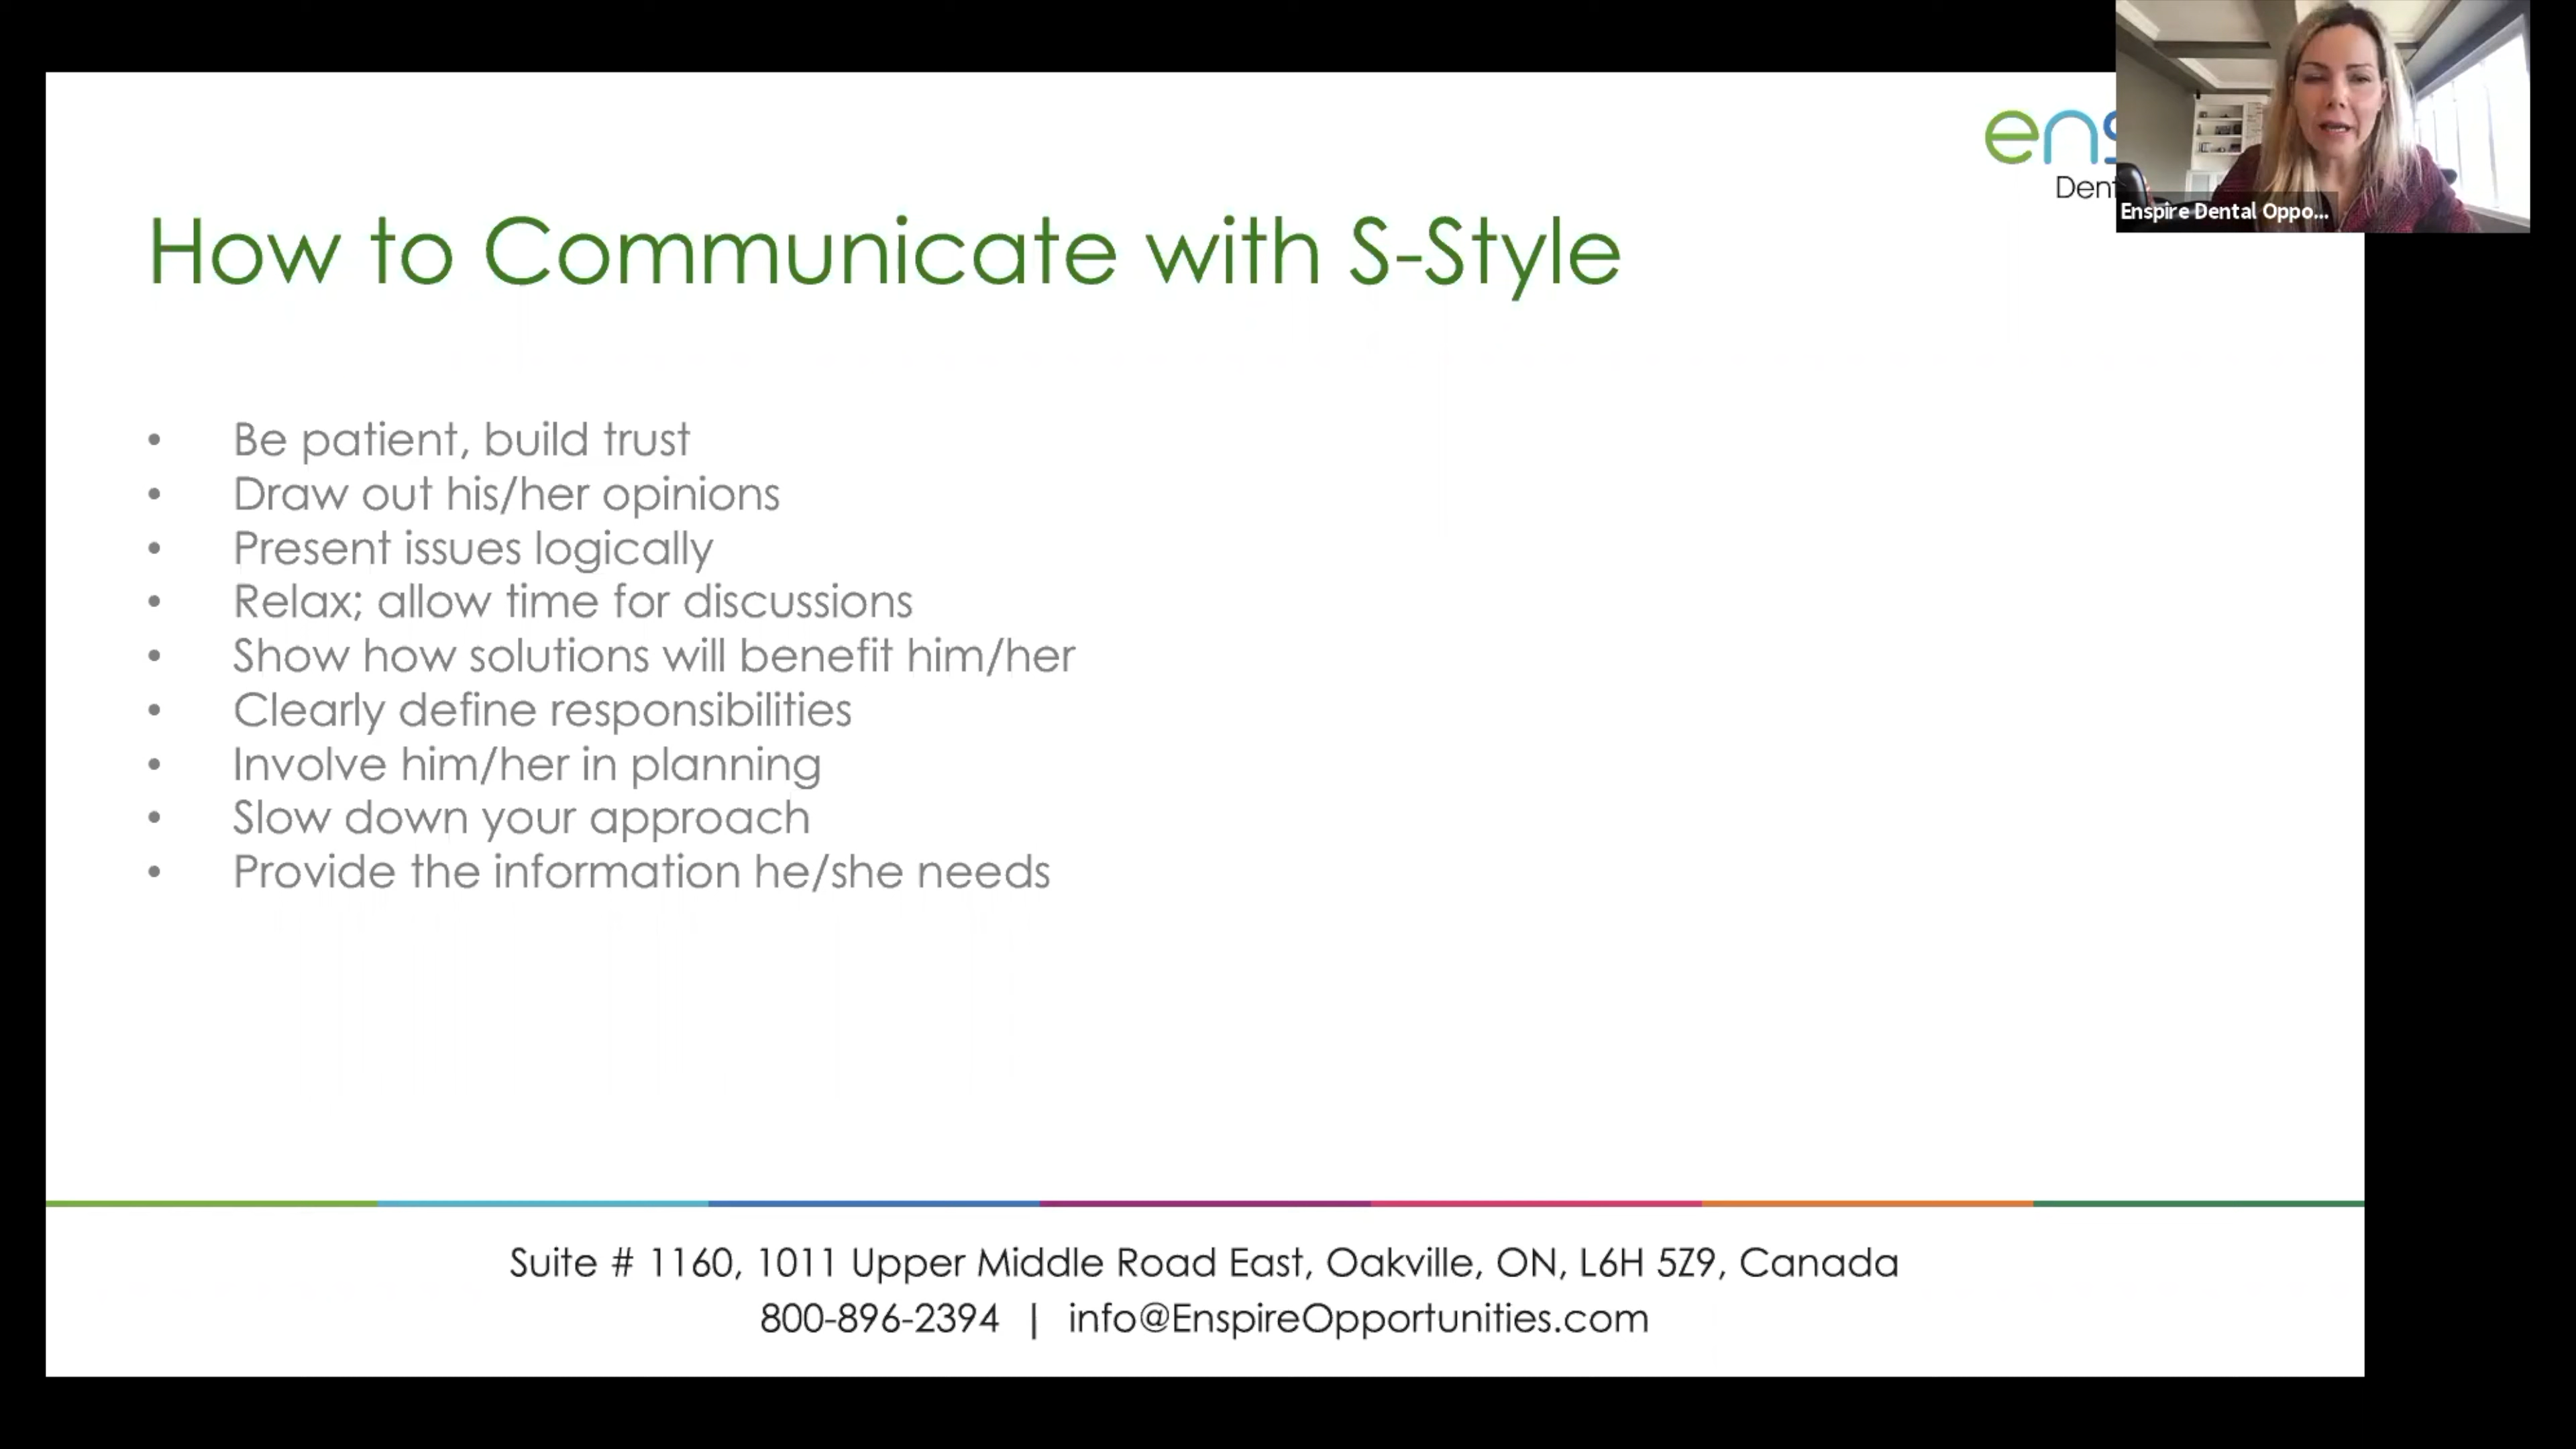 How to Communicate with S-Style
• Be patient, build trust
• Draw out his/her opinions
• Present issues logically
• Relax; allow time for discussions
• Show how solutions will benefit him/her
• Clearly define responsibilities
• Involve him/her in planning
• Slow down your approach
• Provide the information he/she needs
Enspire Dental Oppo...
Suite # 1160, 1011 Upper Middle Road East, Oakville, ON, L6H 5Z9, Canada
800-896-2394 | info@EnspireOpportunities.com